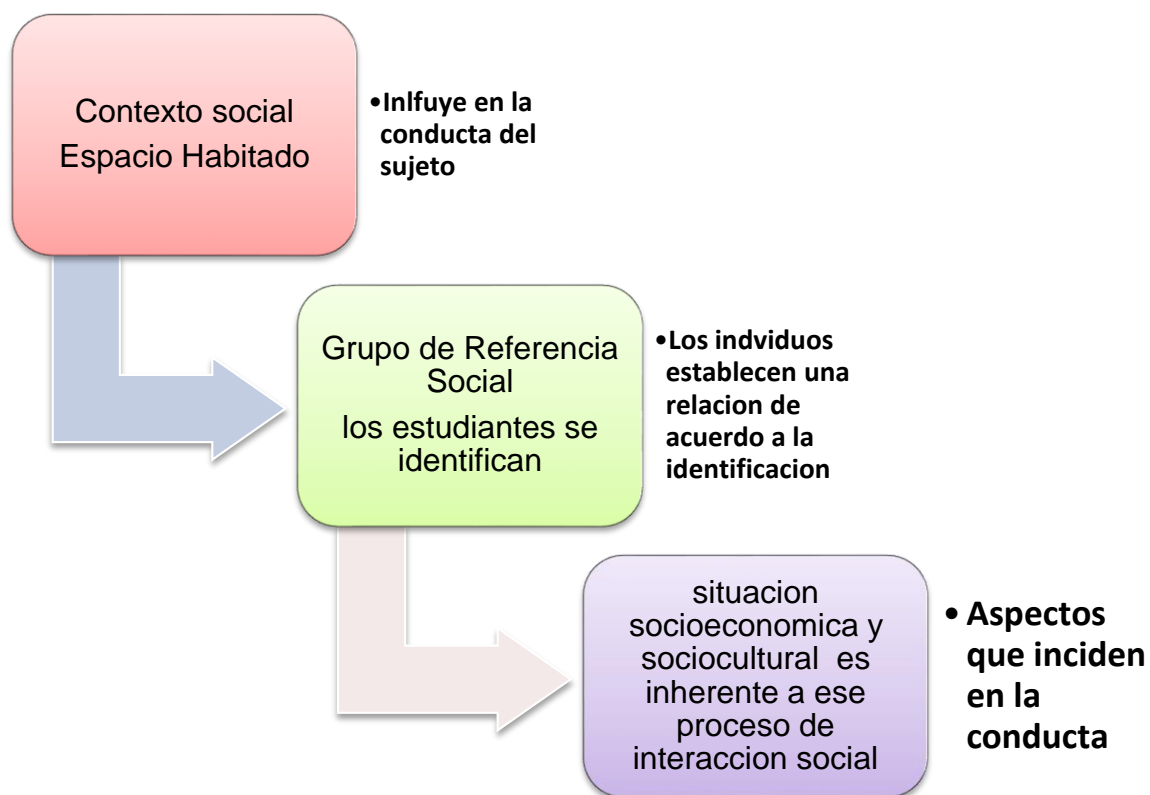 Contexto social
Espacio Habitado
•Inlfuye en la
conducta del
sujeto
Grupo de Referencia
Social
los estudiantes se
identifican
•Los indviduos
establecen una
relacion de
acuerdo a la
identificacion
situacion
socioeconomica y
sociocultural es
inherente a ese
proceso de
interaccion social
• Aspectos
que inciden
en la
conducta